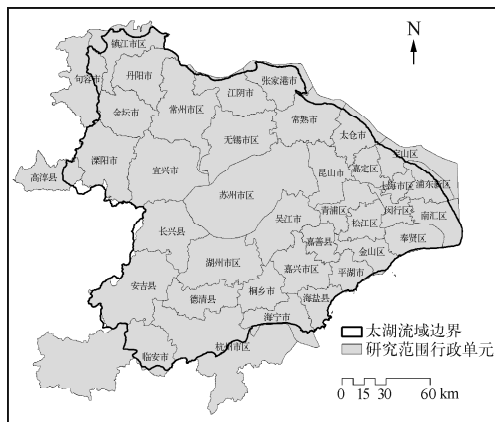 镇江市区
N
句容市
丹阳市
张家港市
江阴市
金坛市
常州市区
常熟市
太仓市
无锡市区
宝山区
溧阳市
宜兴市
昆山市
嘉定区
高淳县
上海市区
浦东新区
苏州市区
青浦区
闵行区
南汇区
吴江市
松江区
长兴县
奉贤区
嘉善县
金山区
湖州市区
嘉兴市区
平湖市
安吉县
桐乡市
德清县
海盐县
海宁市
太湖流域边界
杭州市区
研究范围行政单元
临安市
0 15 30 60 km